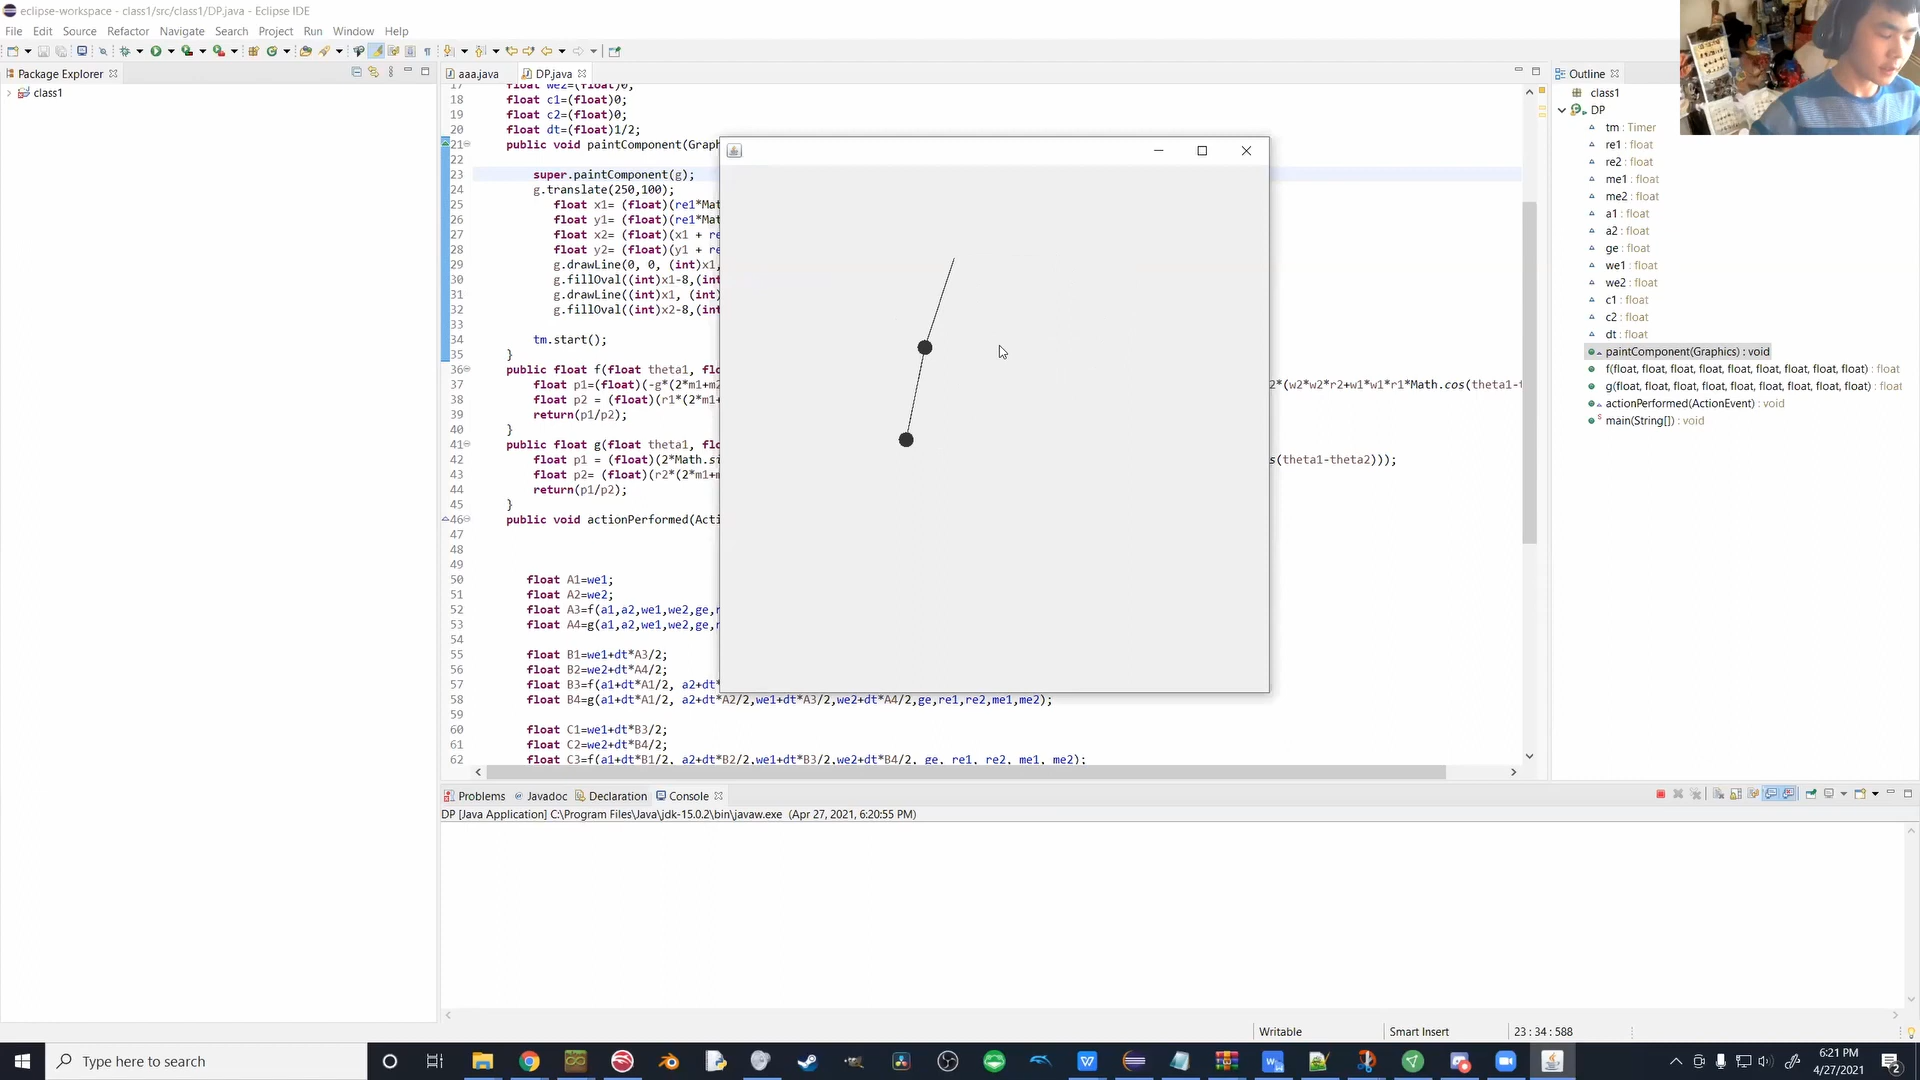 eclipse-workspace - class1/src/class1/DP.java - Eclipse IDE
File Edit Source Refactor Navigate Search Project Run Window Help
Package Explorer
class1
aaa.java DP.java
17 float we2=(float)0;
18 float c1=(float)0;
19 float c2=(float)0;
20 float dt=(float)1/2;
21 public void paintComponent(Grap
22
23 super.paintComponent(g);
24 g.translate(250,100);
25 float x1= (float)(re1*Mat
26 float y1= (float)(re1*Mat
27 float x2= (float)(x1 + re
28 float y2= (float)(y1 + re
29 g.drawLine(0, 0, (int)x1,
30 g.fillOval((int)x1-8,(int
31 g.drawLine((int)x1, (int)
32 g.fillOval((int)x2-8,(int
33
34 tm.start();
35 }
36 public float f(float theta1, flo
37 float p1=(float)(-g*(2*m1+m2 2*(w2*w2*r2+w1*w1*r1*Math.cos(theta1-t
38 float p2 = (float)(r1*(2*m1+
39 return(p1/p2);
40 }
41 public float g(float theta1, flo
42 float p1 = (float)(2*Math.si s(theta1-theta2)));
43 float p2= (float)(r2*(2*m1+m
44 return(p1/p2);
45 }
46 public void actionPerformed(Acti
47
48
49
50 float A1=we1;
51 float A2=we2;
52 float A3=f(a1,a2,we1,we2,ge,r
53 float A4=g(a1,a2,we1,we2,ge,r
54
55 float B1=we1+dt*A3/2;
56 float B2=we2+dt*A4/2;
57 float B3=f(a1+dt*A1/2, a2+dt*
58 float B4=g(a1+dt*A1/2, a2+dt*A2/2,we1+dt*A3/2,we2+dt*A4/2,ge,re1,re2,me1,me2);
59
60 float C1=we1+dt*B3/2;
61 float C2=we2+dt*B4/2;
62 float C3=f(a1+dt*B1/2, a2+dt*B2/2,we1+dt*B3/2,we2+dt*B4/2, ge, re1, re2, me1, me2);
Outline
class1
DP
tm : Timer
re1 : float
re2 : float
me1 : float
me2 : float
a1 : float
a2 : float
ge : float
we1 : float
we2 : float
c1 : float
c2 : float
dt : float
paintComponent(Graphics) : void
f(float, float, float, float, float, float, float, float, float) : float
g(float, float, float, float, float, float, float, float, float) : float
actionPerformed(ActionEvent) : void
main(String[]) : void
Problems Javadoc Declaration Console
DP [Java Application] C:\Program Files\Java\jdk-15.0.2\bin\javaw.exe (Apr 27, 2021, 6:20:55 PM)
Writable Smart Insert 23 : 34 : 588
Type here to search
6:21 PM
4/27/2021
2